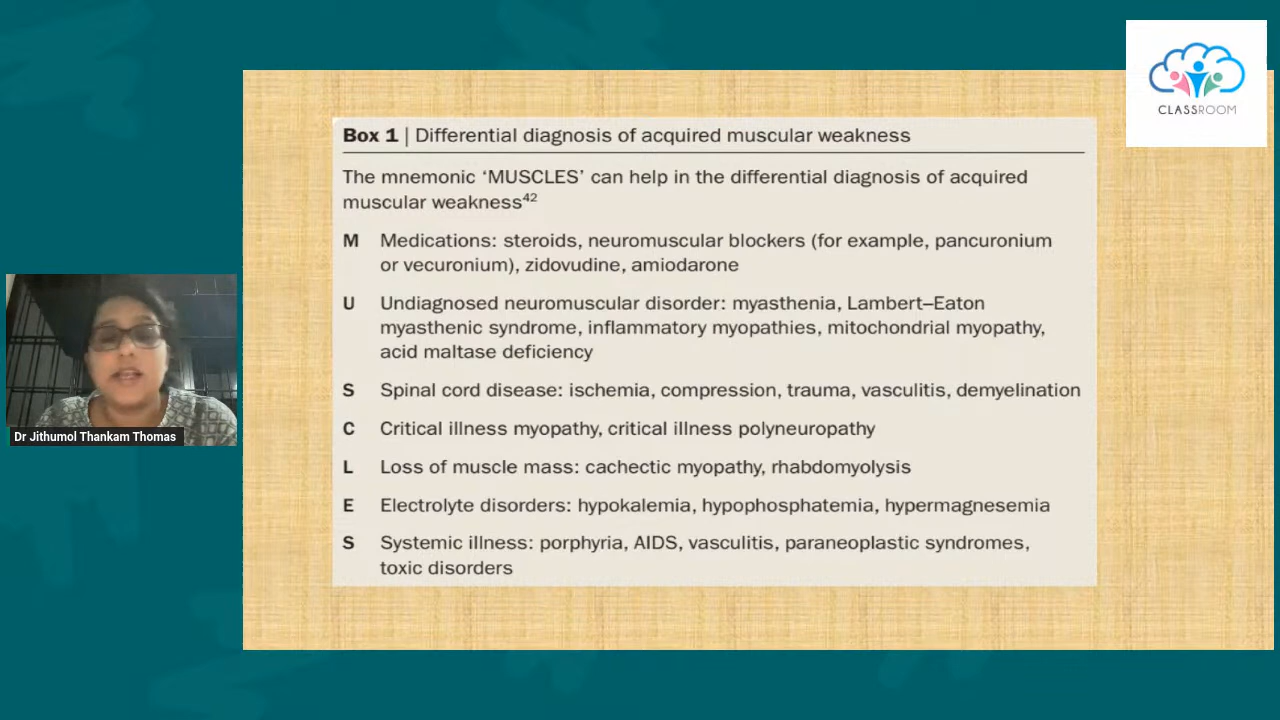 CLASSROOM
Box 1 | Differential diagnosis of acquired muscular weakness
The mnemonic ‘MUSCLES’ can help in the differential diagnosis of acquired
muscular weakness42
M Medications: steroids, neuromuscular blockers (for example, pancuronium
or vecuronium), zidovudine, amiodarone
U Undiagnosed neuromuscular disorder: myasthenia, Lambert–Eaton
myasthenic syndrome, inflammatory myopathies, mitochondrial myopathy,
acid maltase deficiency
S Spinal cord disease: ischemia, compression, trauma, vasculitis, demyelination
C Critical illness myopathy, critical illness polyneuropathy
L Loss of muscle mass: cachectic myopathy, rhabdomyolysis
E Electrolyte disorders: hypokalemia, hypophosphatemia, hypermagnesemia
S Systemic illness: porphyria, AIDS, vasculitis, paraneoplastic syndromes,
toxic disorders
Dr Jithumol Thankam Thomas